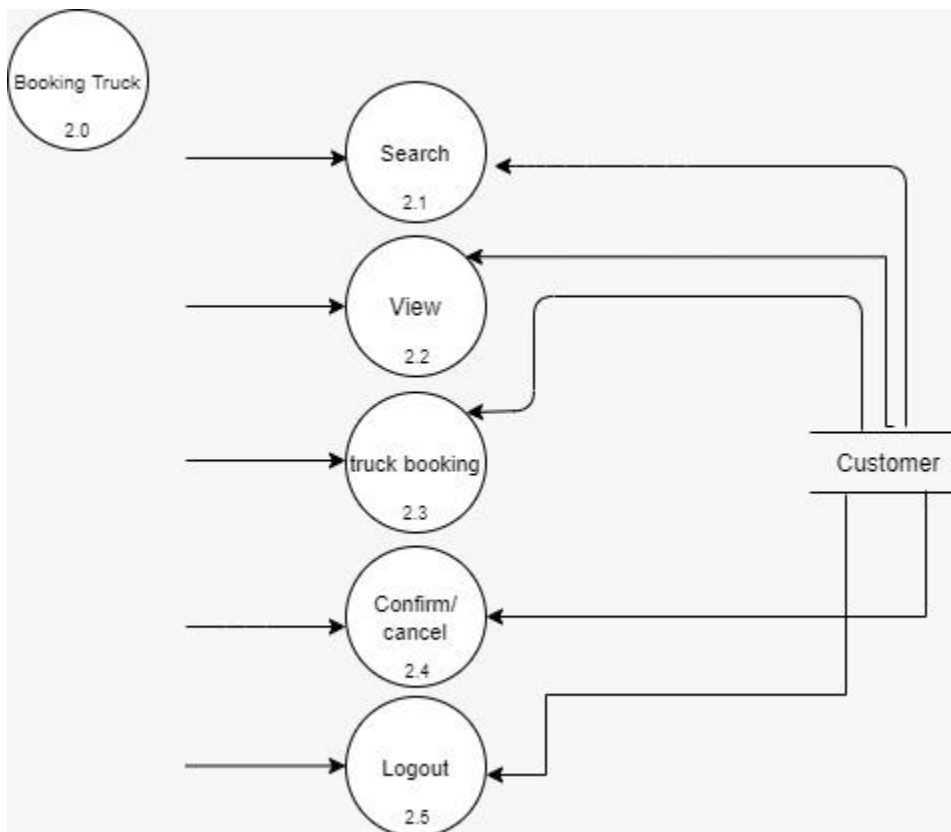 Booking Truck
2.0
Search
2.1
View
2.2
truck booking
2.3
Customer
Confirm/
cancel
2.4
Logout
2.5